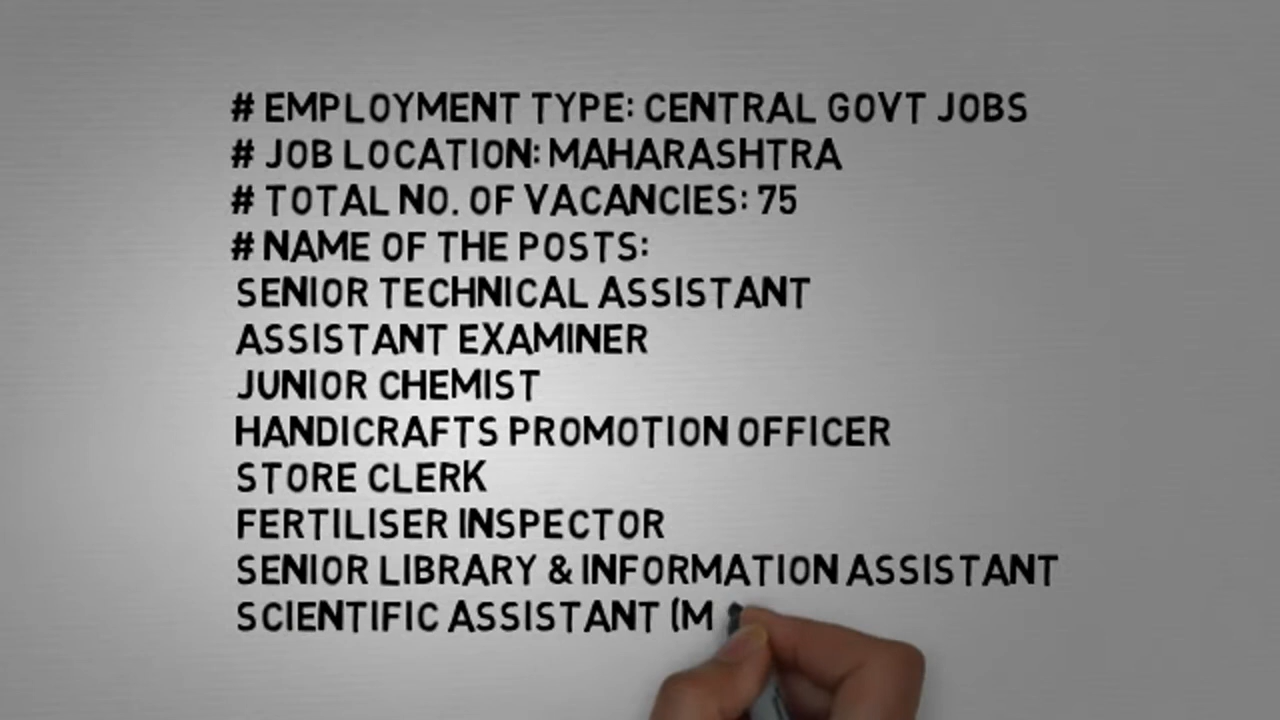 # EMPLOYMENT TYPE: CENTRAL GOVT JOBS
# JOB LOCATION: MAHARASHTRA
# TOTAL NO. OF VACANCIES: 75
# NAME OF THE POSTS:
SENIOR TECHNICAL ASSISTANT
ASSISTANT EXAMINER
JUNIOR CHEMIST
HANDICRAFTS PROMOTION OFFICER
STORE CLERK
FERTILISER INSPECTOR
SENIOR LIBRARY & INFORMATION ASSISTANT
SCIENTIFIC ASSISTANT (M